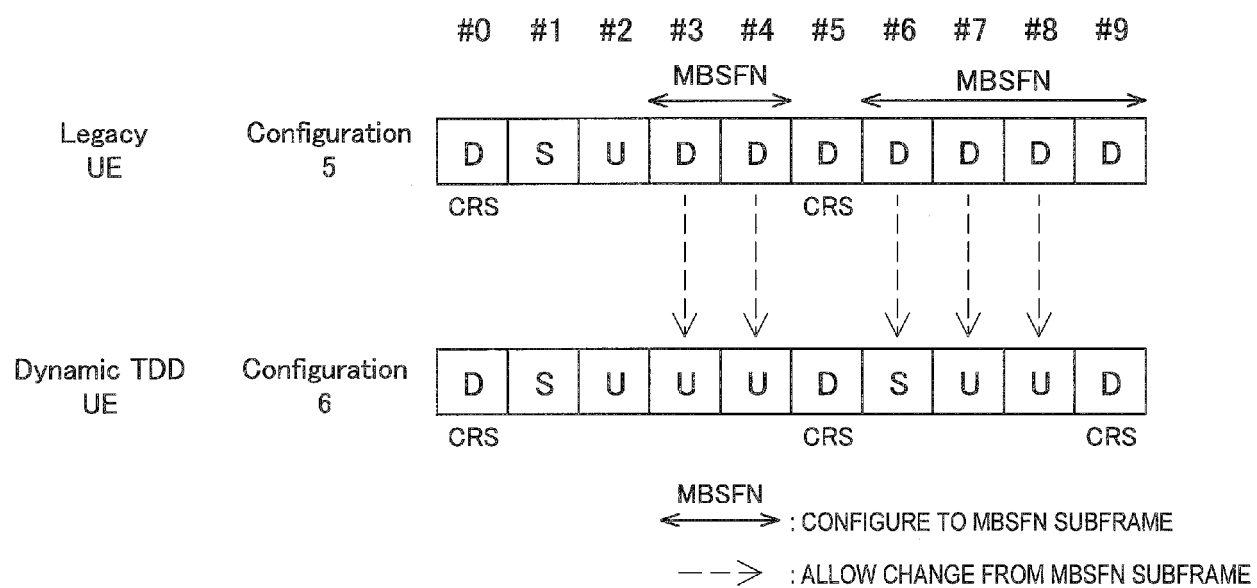 #0 #1 #2 #3 #4 #5 #6 #7 #8 #9
MBSFN MBSFN
Legacy UE Configuration 5 D S U D D D D D D D
CRS CRS
Dynamic TDD UE Configuration 6 D S U U U D S U U D
CRS CRS CRS
MBSFN : CONFIGURE TO MBSFN SUBFRAME
: ALLOW CHANGE FROM MBSFN SUBFRAME